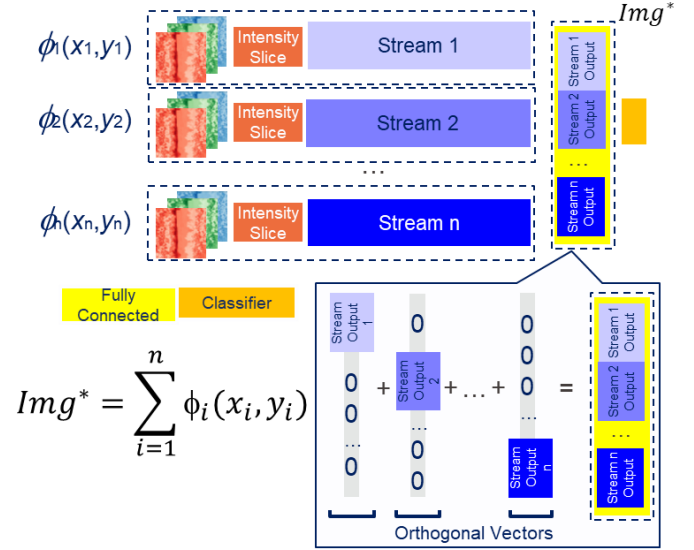 Img*
ϕ1(x1,y1)
Intensity
Slice
Stream 1
Stream 1
Output
ϕ2(x2,y2)
Intensity
Slice
Stream 2
Stream 2
Output
...
...
ϕn(xn,yn)
Intensity
Slice
Stream n
Stream n
Output
Fully
Connected
Classifier
Img* = ∑ i=1 n ϕi(xi, yi)
Stream
Output
1
0
0
...
0
+
0
Stream
Output
2
...
0
0
+ ... +
0
0
0
...
Stream
Output n
=
Stream 1
Output
Stream 2
Output
...
Stream n
Output
Orthogonal Vectors